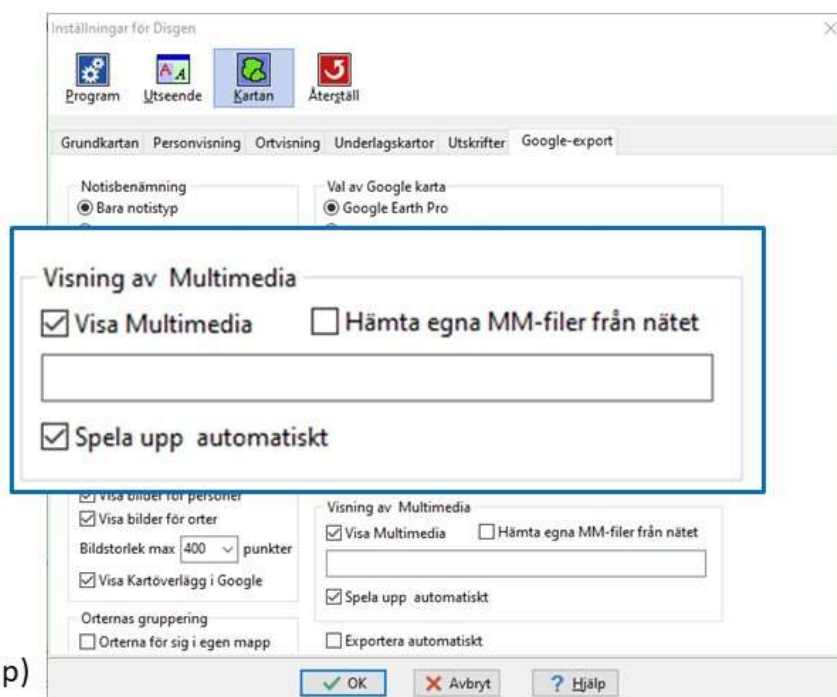 Inställningar för Disgen
Program Utseende Kartan Återställ
Grundkartan Personvisning Ortvisning Underlagskartor Utskrifter Google-export
Notisbenämning
Bara notistyp
Val av Google karta
Google Earth Pro
Visning av Multimedia
Visa Multimedia Hämta egna MM-filer från nätet
Spela upp automatiskt
Visa bilder för personer
Visa bilder för orter
Bildstorlek max 400 punkter
Visa Kartöverlägg i Google
Orternas gruppering
Orterna för sig i egen mapp
Visning av Multimedia
Visa Multimedia Hämta egna MM-filer från nätet
Spela upp automatiskt
Exportera automatiskt
p)
OK Avbryt ? Hjälp